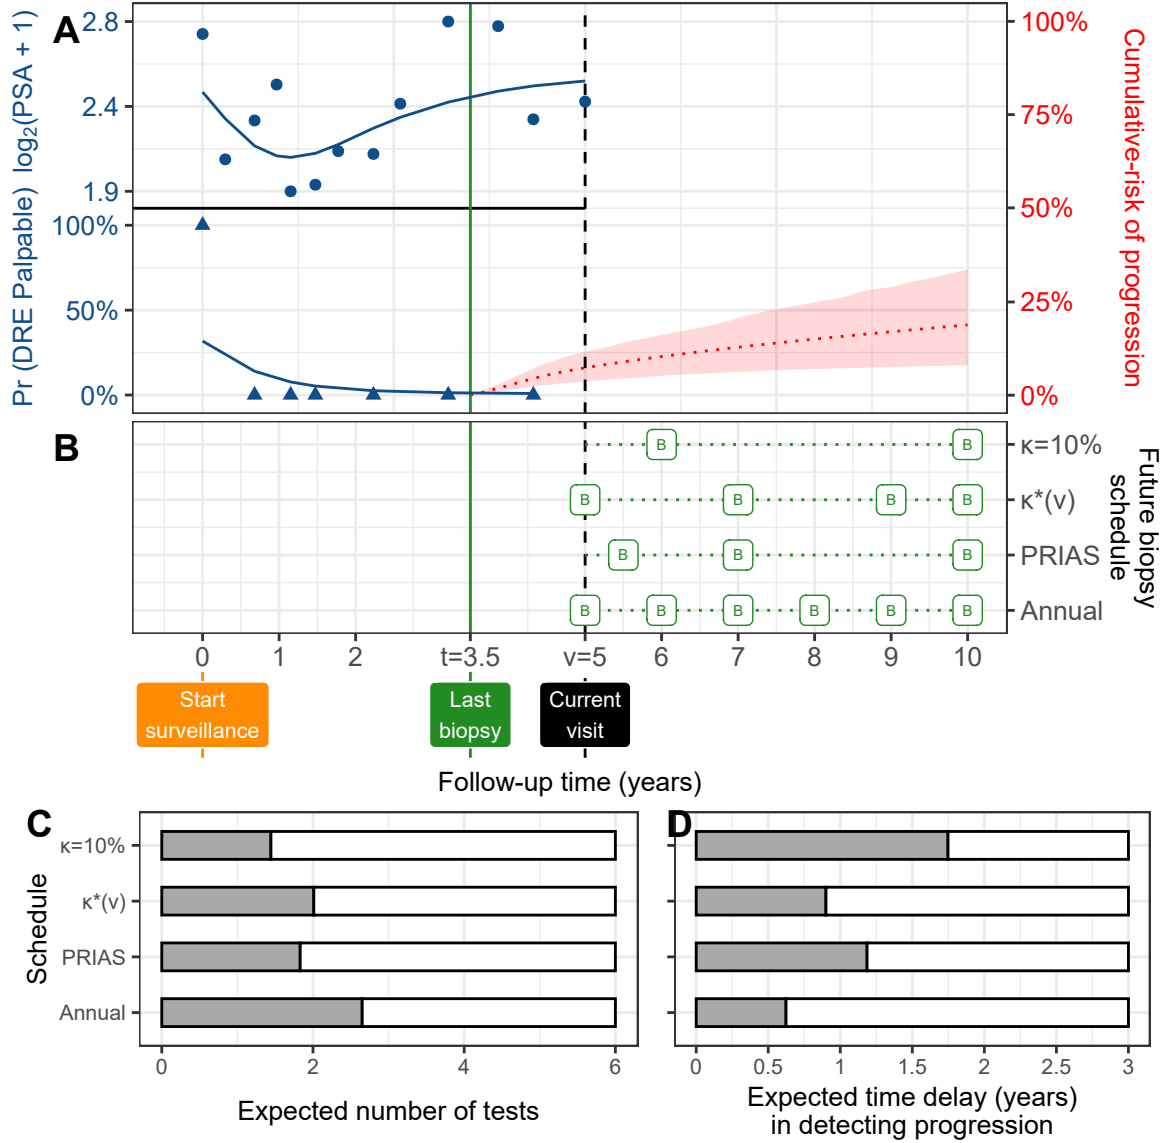 A
log₂(PSA + 1)
Pr (DRE Palpable)
2.8
2.4
1.9
100%
50%
0%
100%
75%
50%
25%
0%
Cumulative-risk of progression
B
B B
κ=10%
B B B B
κ*(v)
B B B
PRIAS
B B B B B B
Annual
Future biopsy
schedule
0 1 2 t=3.5 v=5 6 7 8 9 10
Start
surveillance
Last
biopsy
Current
visit
Follow-up time (years)
C
Schedule
κ=10%
κ*(v)
PRIAS
Annual
0 2 4 6
Expected number of tests
D
0 0.5 1 1.5 2 2.5 3
Expected time delay (years)
in detecting progression